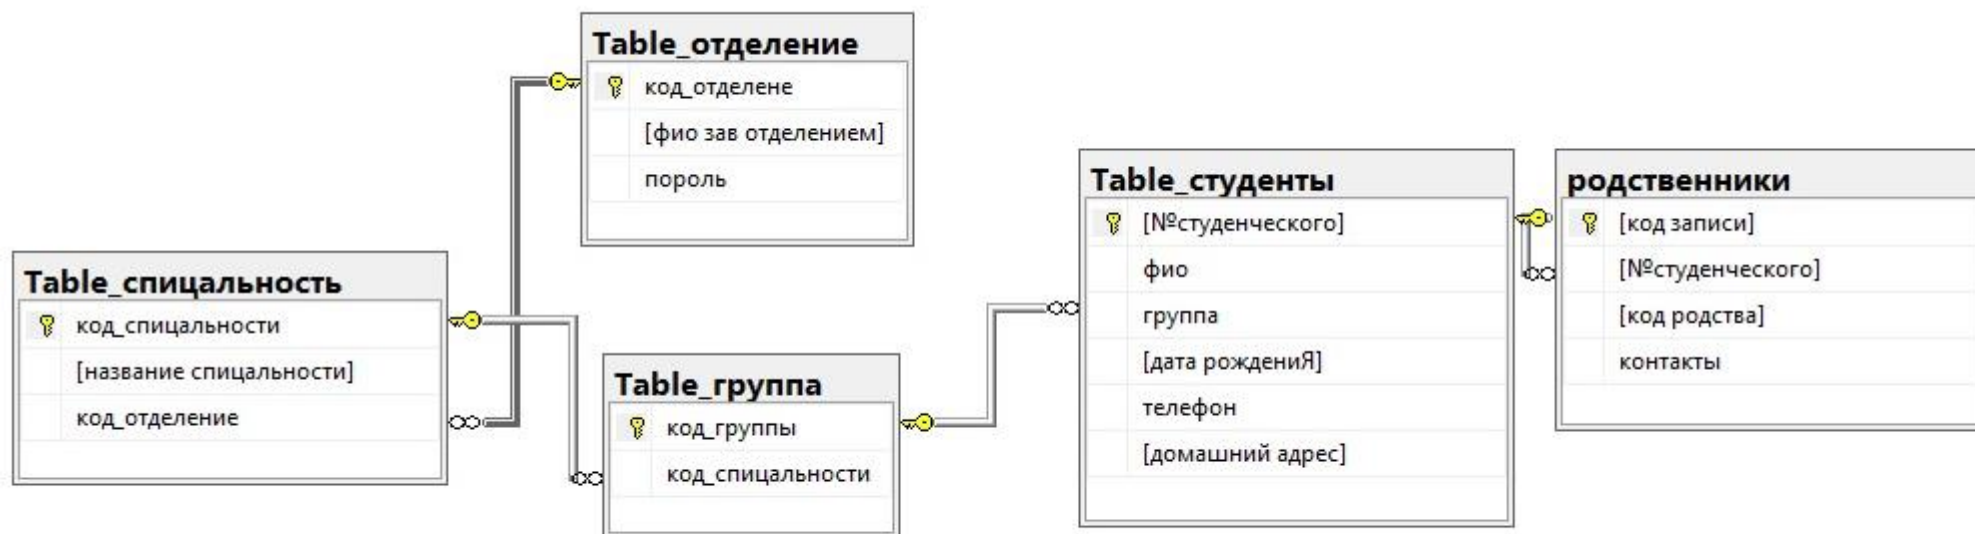 Table_отделение
код_отделене
[фио зав отделением]
пороль
Table_спицальность
код_спицальности
[название спицальности]
код_отделение
Table_группа
код_группы
код_спицальности
Table_студенты
[№студенческого]
фио
группа
[дата рождениЯ]
телефон
[домашний адрес]
родственники
[код записи]
[№студенческого]
[код родства]
контакты